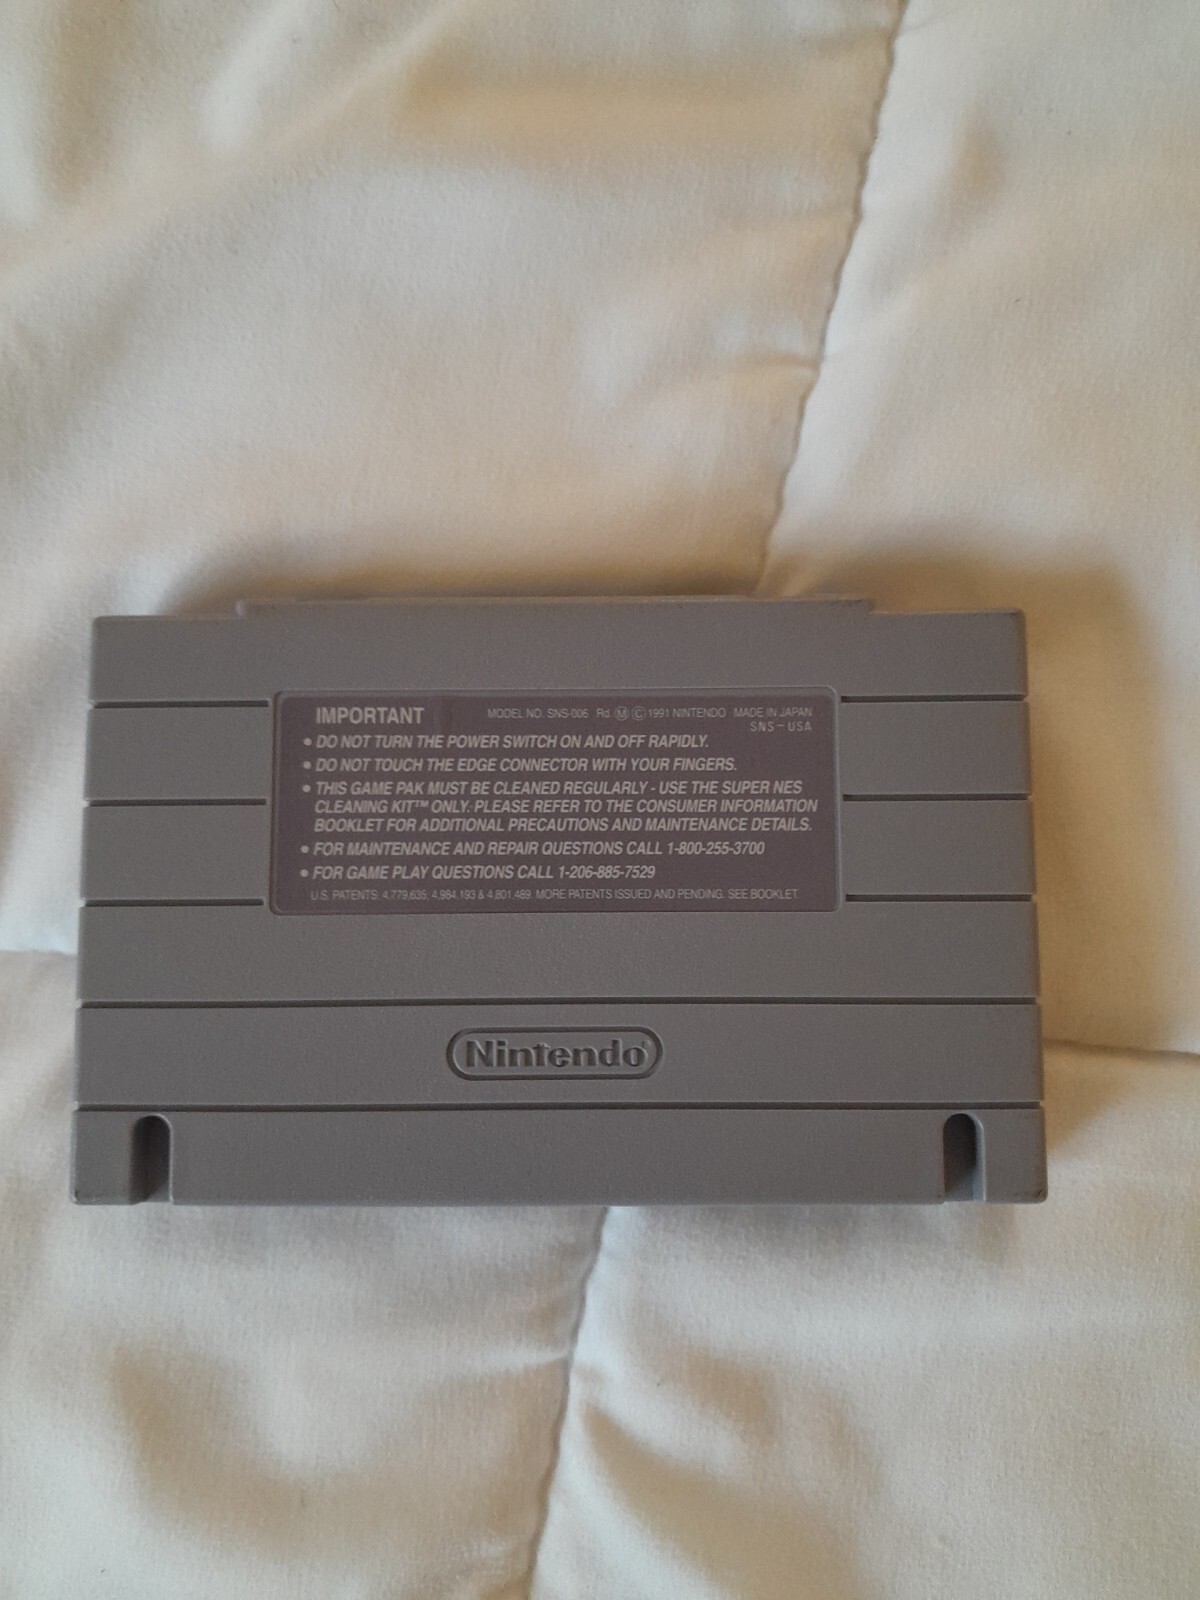 IMPORTANT MODEL NO. SNS-006 Rd. Ⓜ © 1991 NINTENDO MADE IN JAPAN
SNS-USA
• DO NOT TURN THE POWER SWITCH ON AND OFF RAPIDLY.
• DO NOT TOUCH THE EDGE CONNECTOR WITH YOUR FINGERS.
• THIS GAME PAK MUST BE CLEANED REGULARLY - USE THE SUPER NES
CLEANING KIT™ ONLY. PLEASE REFER TO THE CONSUMER INFORMATION
BOOKLET FOR ADDITIONAL PRECAUTIONS AND MAINTENANCE DETAILS.
• FOR MAINTENANCE AND REPAIR QUESTIONS CALL 1-800-255-3700
• FOR GAME PLAY QUESTIONS CALL 1-206-885-7529
U.S. PATENTS: 4,779,635, 4,984,193 & 4,801,489. MORE PATENTS ISSUED AND PENDING. SEE BOOKLET.
Nintendo®